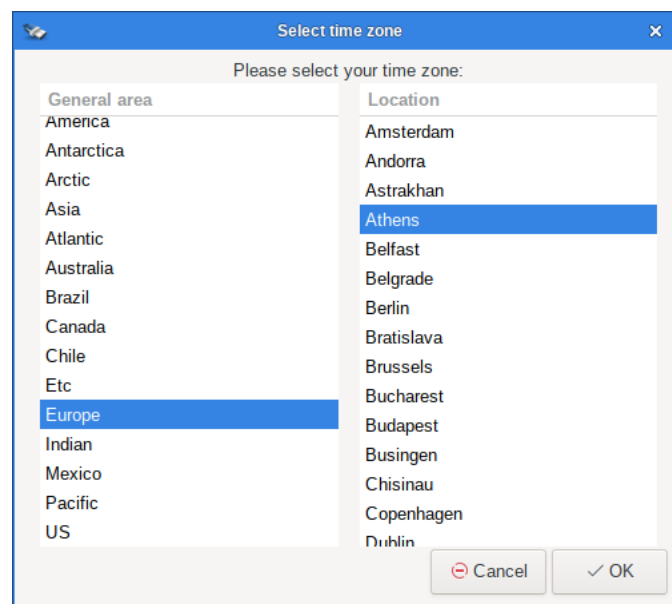 Select time zone
Please select your time zone:
General area
America
Antarctica
Arctic
Asia
Atlantic
Australia
Brazil
Canada
Chile
Etc
Europe
Indian
Mexico
Pacific
US
Location
Amsterdam
Andorra
Astrakhan
Athens
Belfast
Belgrade
Berlin
Bratislava
Brussels
Bucharest
Budapest
Busingen
Chisinau
Copenhagen
Dublin
Cancel
OK